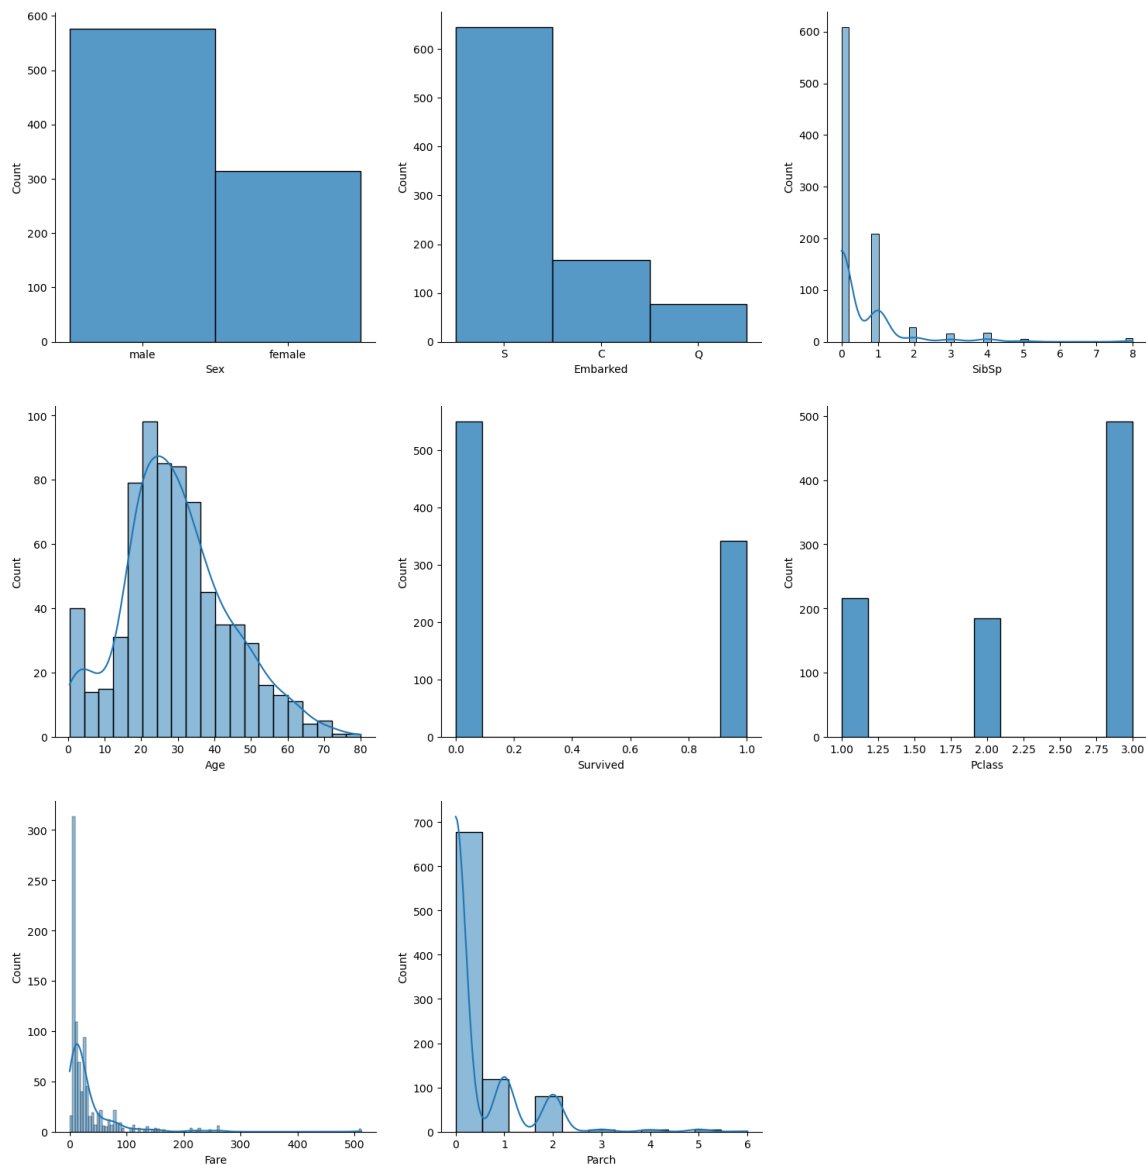 600
500
400
300
200
100
0
Count
male female
Sex
600
500
400
300
200
100
0
Count
S C Q
Embarked
600
500
400
300
200
100
0
Count
0 1 2 3 4 5 6 7 8
SibSp
100
80
60
40
20
0
Count
0 10 20 30 40 50 60 70 80
Age
500
400
300
200
100
0
Count
0.0 0.2 0.4 0.6 0.8 1.0
Survived
500
400
300
200
100
0
Count
1.00 1.25 1.50 1.75 2.00 2.25 2.50 2.75 3.00
Pclass
300
250
200
150
100
50
0
Count
0 100 200 300 400 500
Fare
700
600
500
400
300
200
100
0
Count
0 1 2 3 4 5 6
Parch